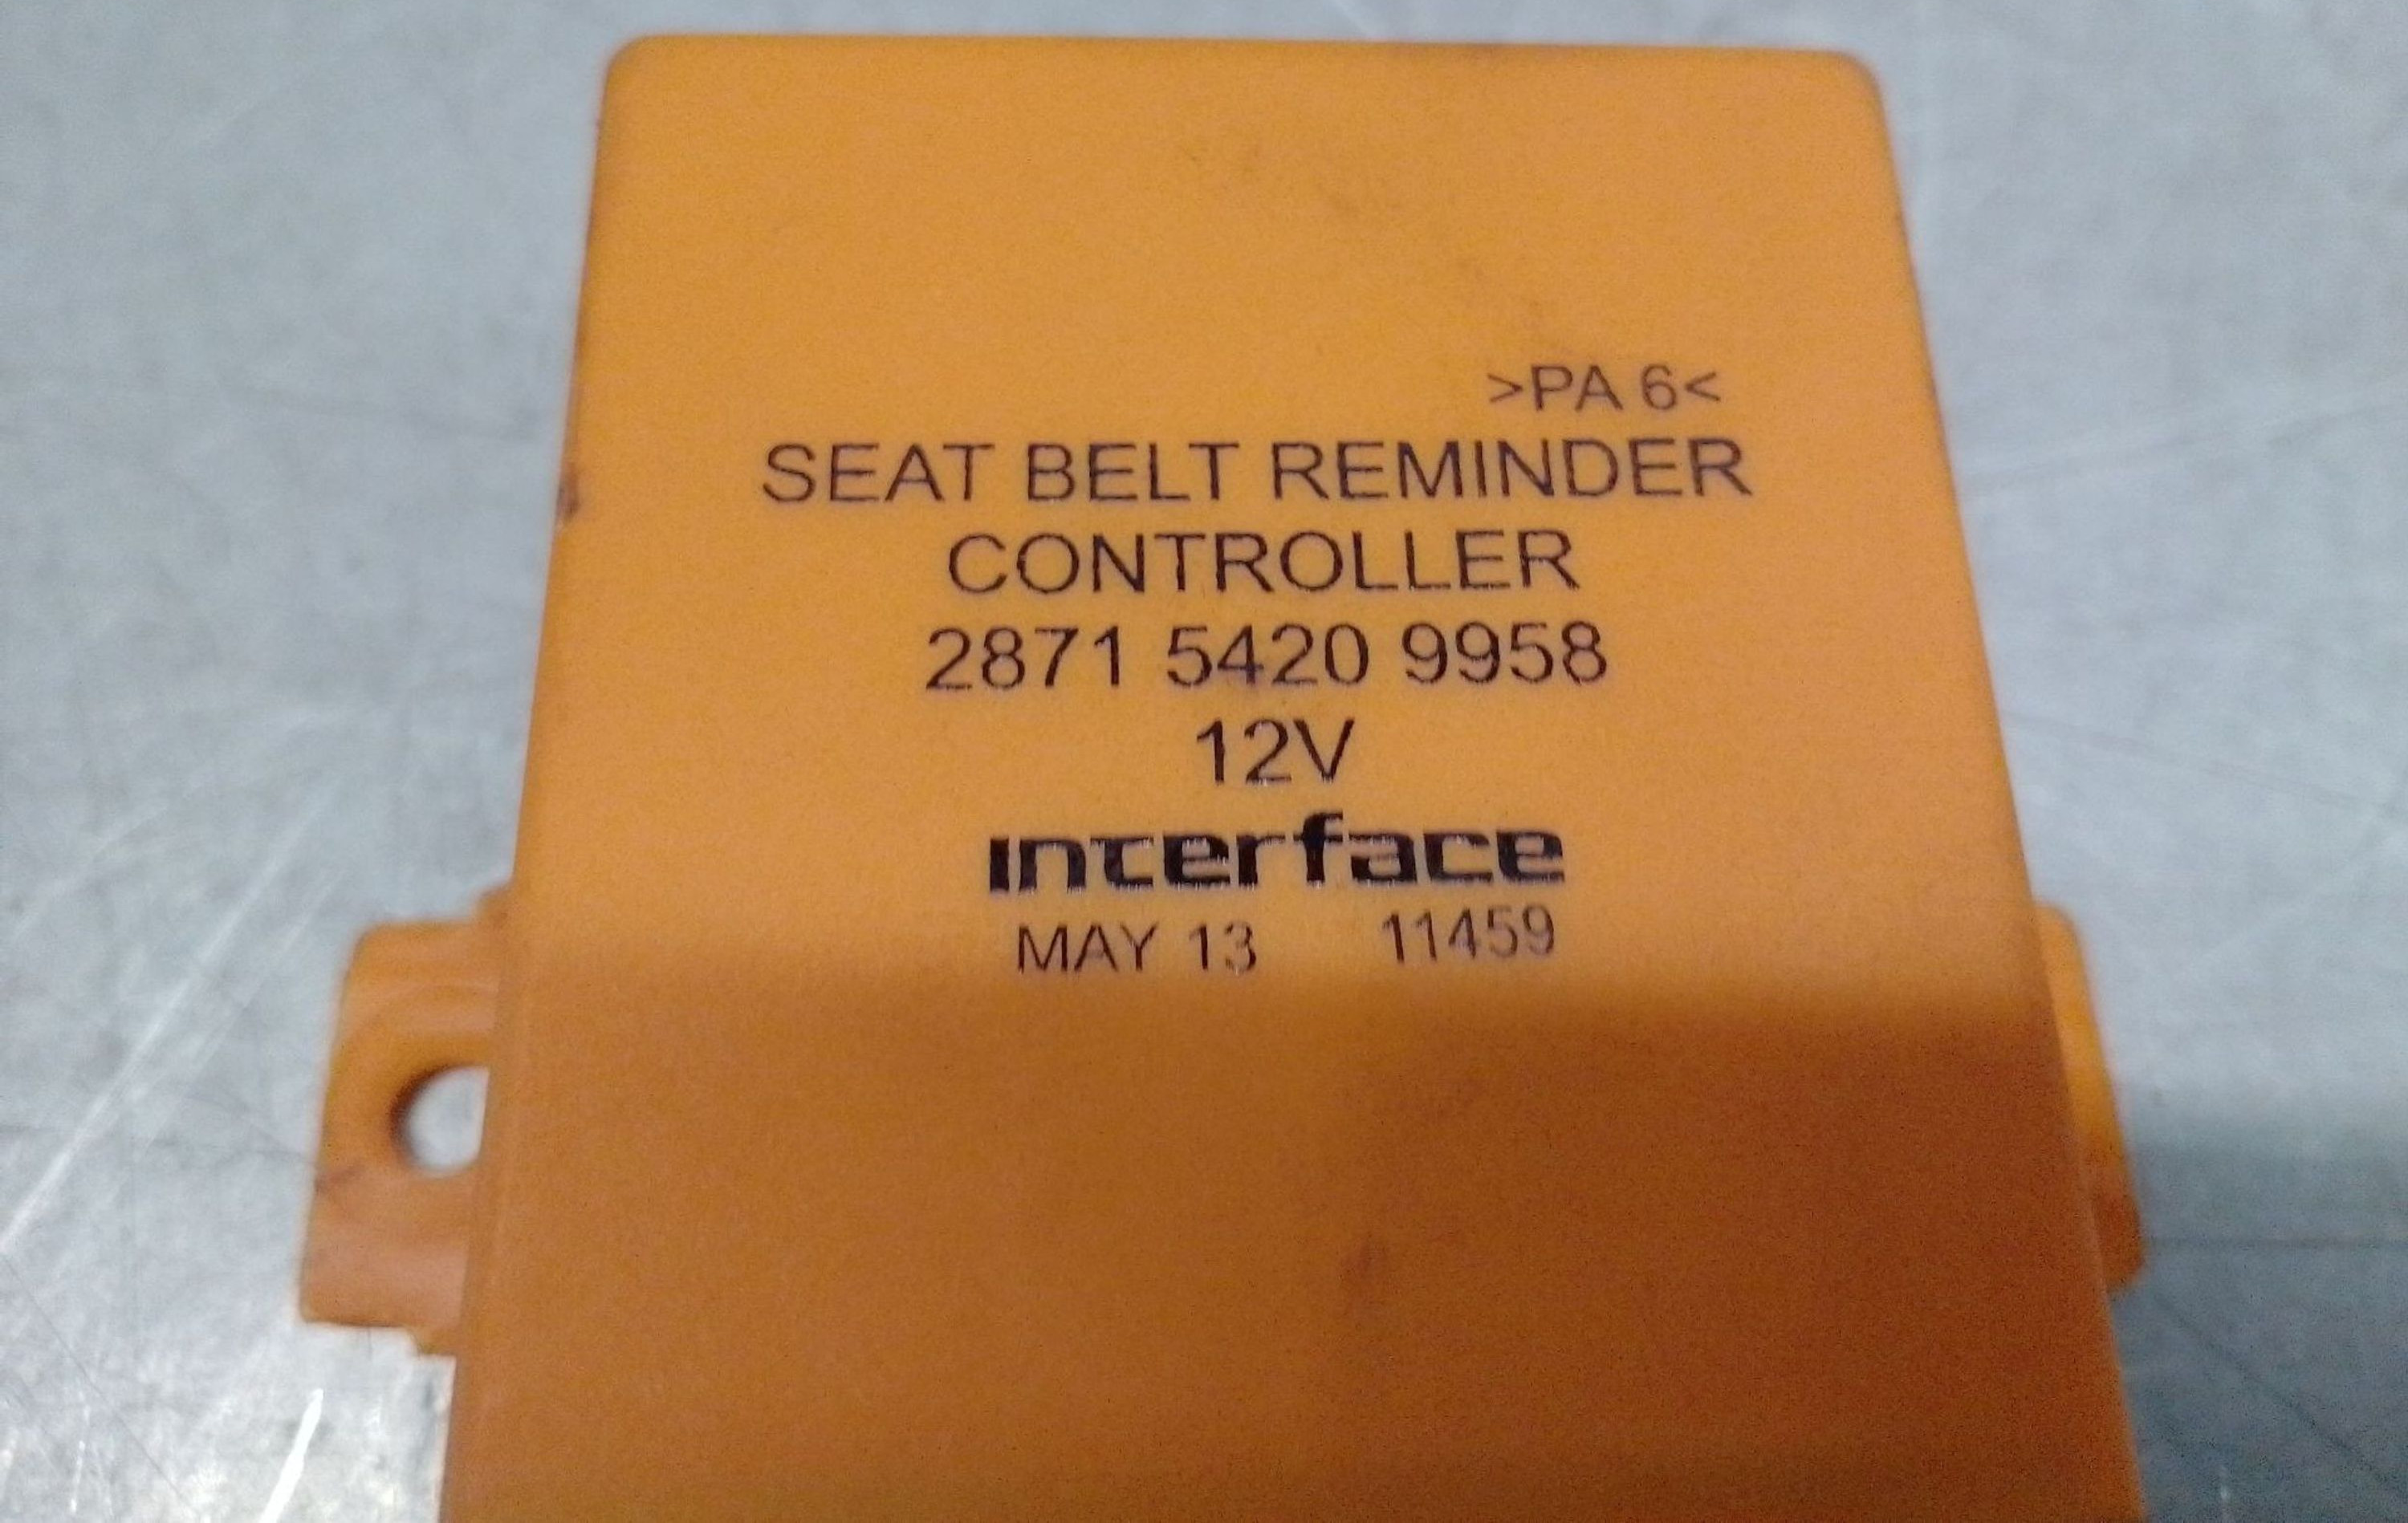 >PA 6<
SEAT BELT REMINDER
CONTROLLER
2871 5420 9958
12V
interface
MAY 13 11459